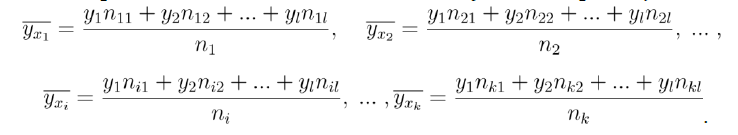 $\overline{y_{x_1}} = \frac{y_1 n_{11} + y_2 n_{12} + ... + y_l n_{1l}}{n_1}, \quad \overline{y_{x_2}} = \frac{y_1 n_{21} + y_2 n_{22} + ... + y_l n_{2l}}{n_2}, \ ... \ ,$
$\overline{y_{x_i}} = \frac{y_1 n_{i1} + y_2 n_{i2} + ... + y_l n_{il}}{n_i}, \ ... \ , \overline{y_{x_k}} = \frac{y_1 n_{k1} + y_2 n_{k2} + ... + y_l n_{kl}}{n_k}.$